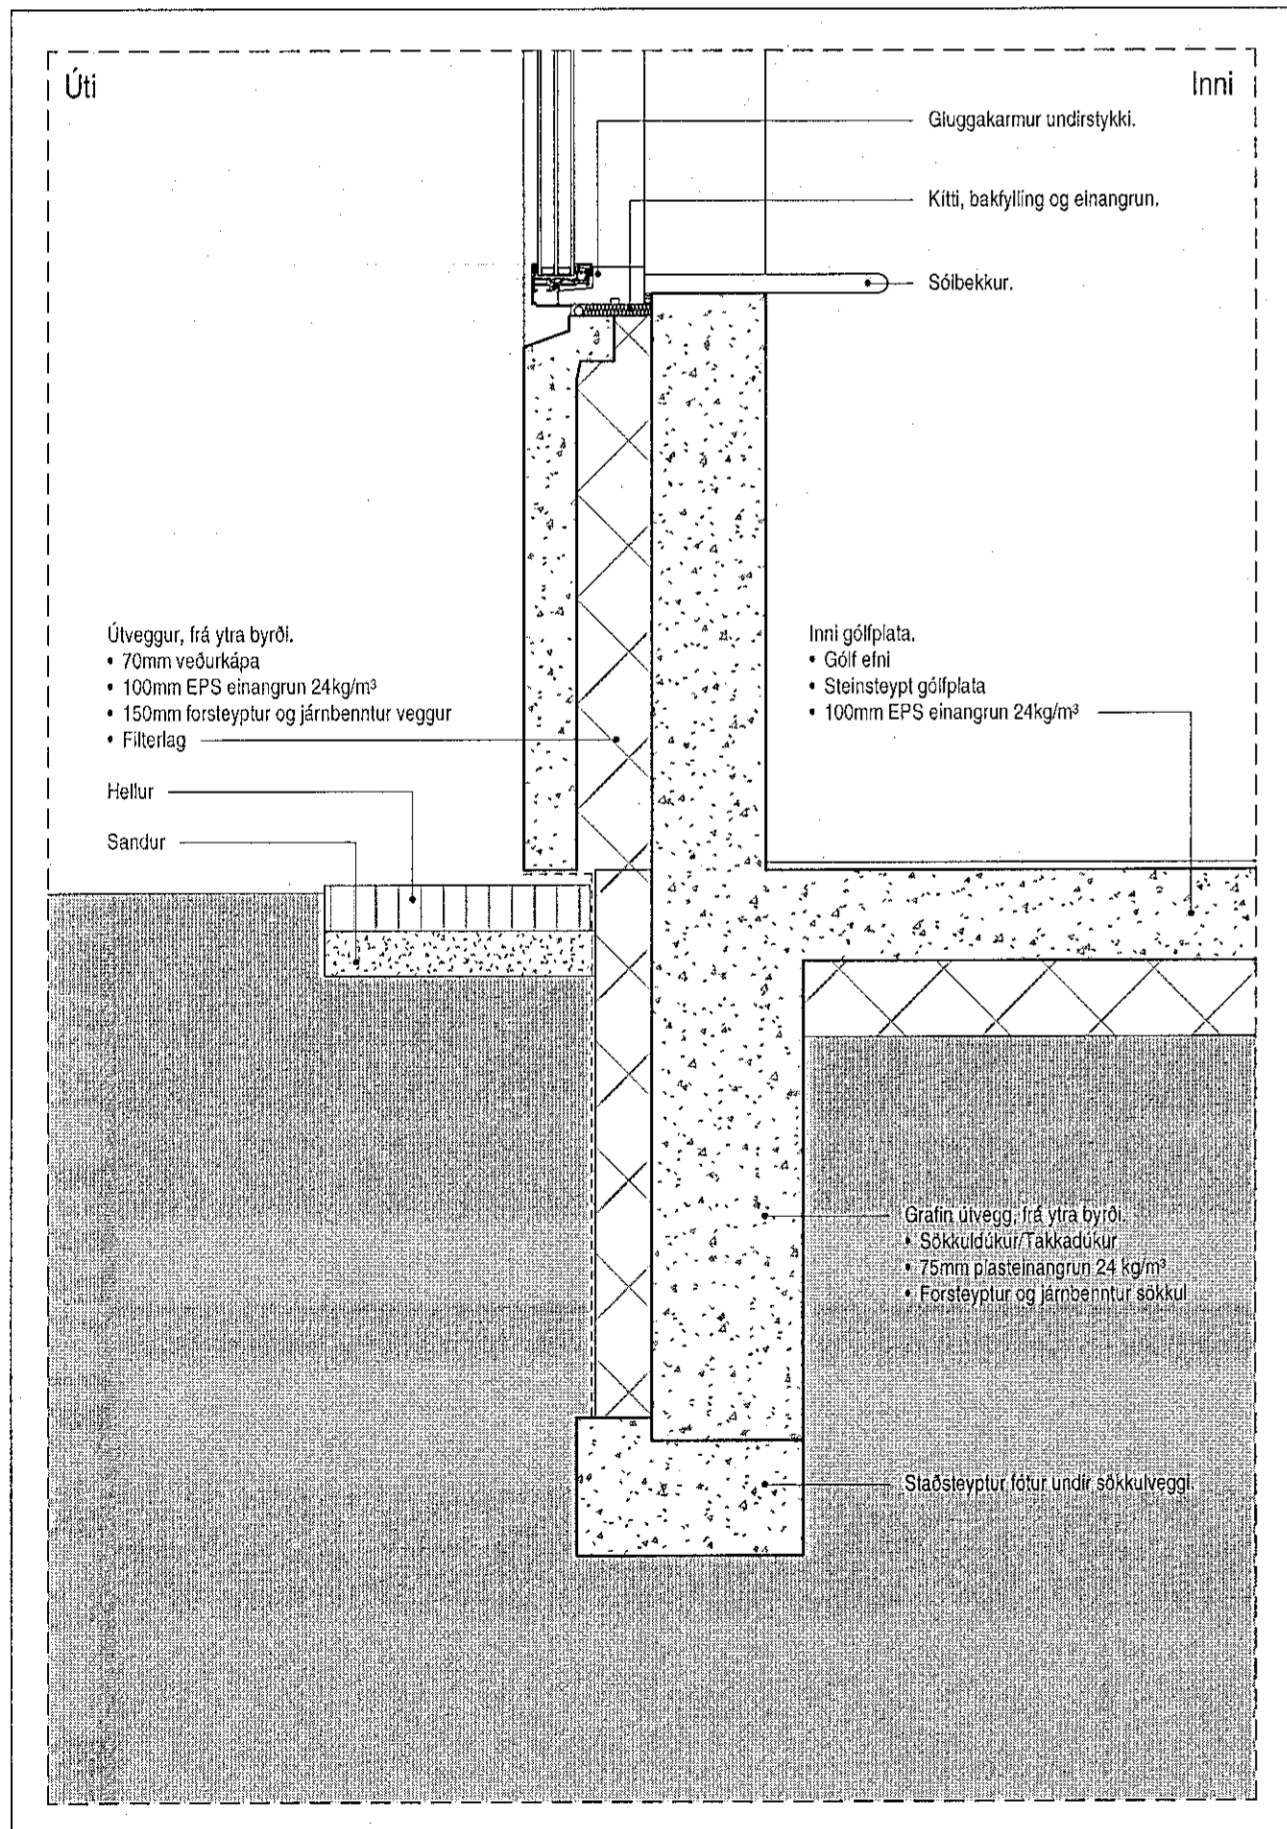 Úti
Inni
Gluggakarmur undirstykki.
Kítti, bakfylling og einangrun.
Sólbekkur.
Útveggur, frá ytra byrði.
• 70mm veðurkápa
• 100mm EPS einangrun 24kg/m³
• 150mm forsteyptur og járnbenntur veggur
• Filterlag
Hellur
Sandur
Inni gólfplata.
• Gólf efni
• Steinsteypt gólfplata
• 100mm EPS einangrun 24kg/m³
Grafin útvegg, frá ytra byrði.
• Sökkuldúkur/Takkadúkur
• 75mm plasteinangrun 24 kg/m³
• Forsteyptur og járnbenntur sökkul
Staðsteyptur fótur undir sökkulveggi.